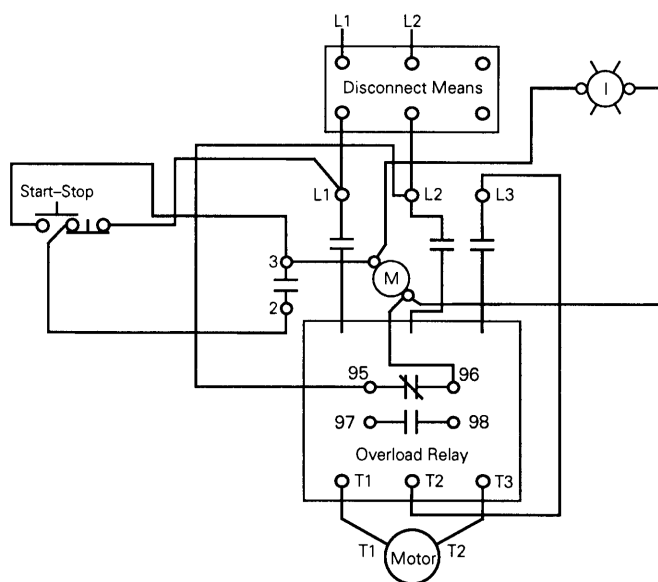 L1 L2
Disconnect Means
I
Start–Stop
L1 L2 L3
3
M
2
95 96
97 98
Overload Relay
T1 T2 T3
T1 Motor T2